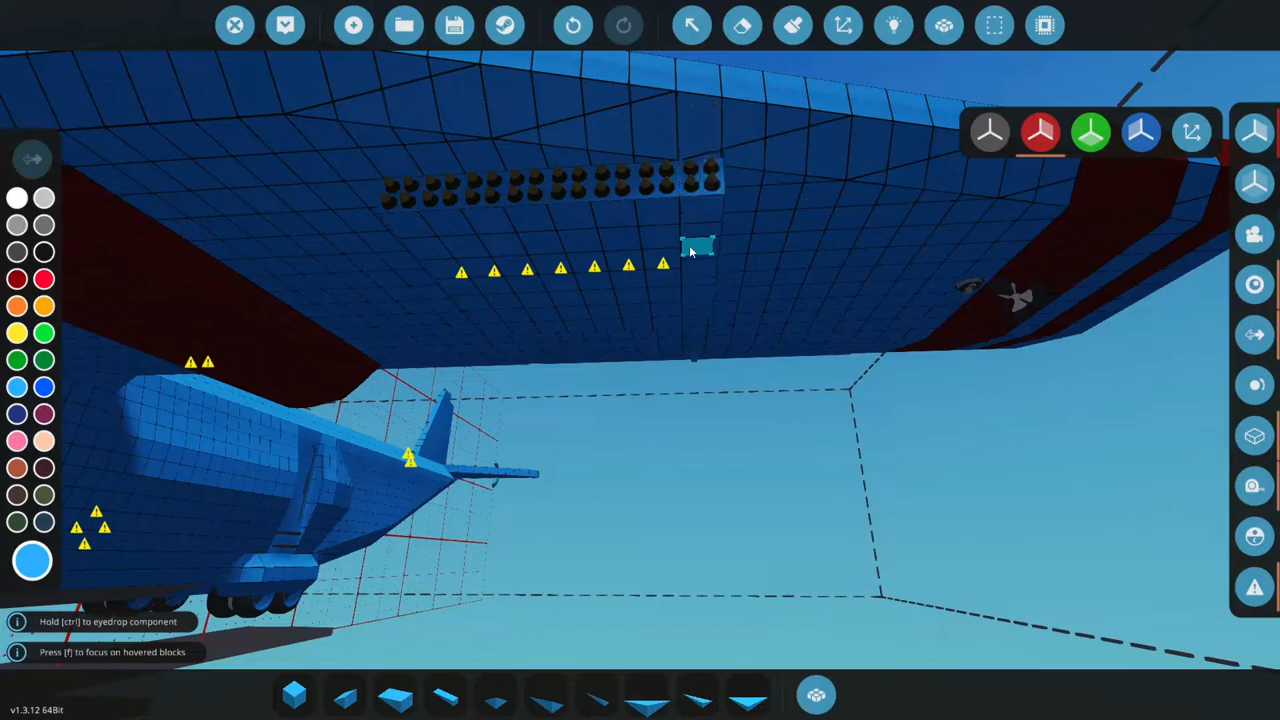 Hold [ctrl] to eyedrop component
Press [f] to focus on hovered blocks
v1.3.12 64Bit